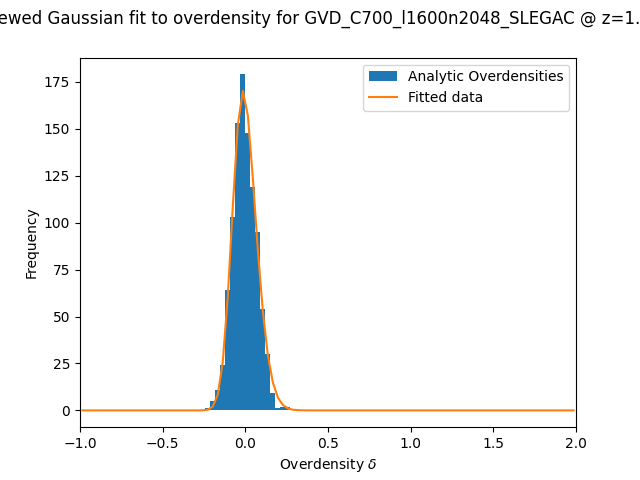 ewed Gaussian fit to overdensity for GVD_C700_l1600n2048_SLEGAC @ z=1.
Analytic Overdensities
Fitted data
Frequency
175
150
125
100
75
50
25
0
−1.0 −0.5 0.0 0.5 1.0 1.5 2.0
Overdensity δ